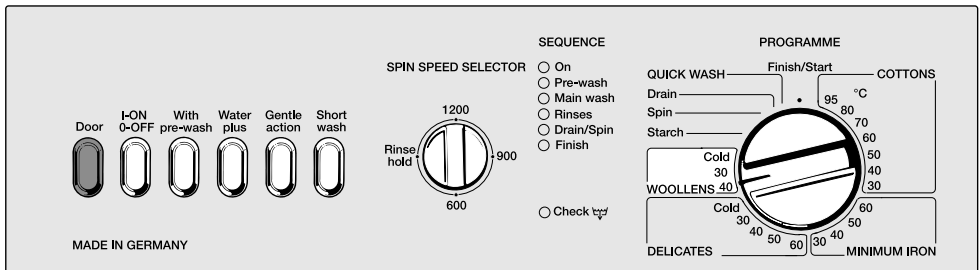 Door
I-ON
0-OFF
With
pre-wash
Water
plus
Gentle
action
Short
wash
MADE IN GERMANY
SPIN SPEED SELECTOR
1200
Rinse
hold
900
600
SEQUENCE
On
Pre-wash
Main wash
Rinses
Drain/Spin
Finish
Check
PROGRAMME
Finish/Start
QUICK WASH
COTTONS
Drain
Spin
Starch
°C
95
80
70
60
50
40
30
Cold
30
40
WOOLLENS
Cold
30
40
50
60
DELICATES
60
50
40
30
MINIMUM IRON